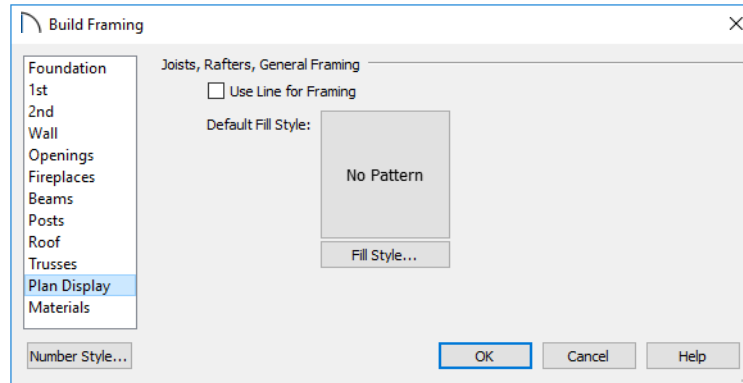 Build Framing
Foundation
1st
2nd
Wall
Openings
Fireplaces
Beams
Posts
Roof
Trusses
Plan Display
Materials
Number Style...
Joists, Rafters, General Framing
Use Line for Framing
Default Fill Style:
No Pattern
Fill Style...
OK
Cancel
Help